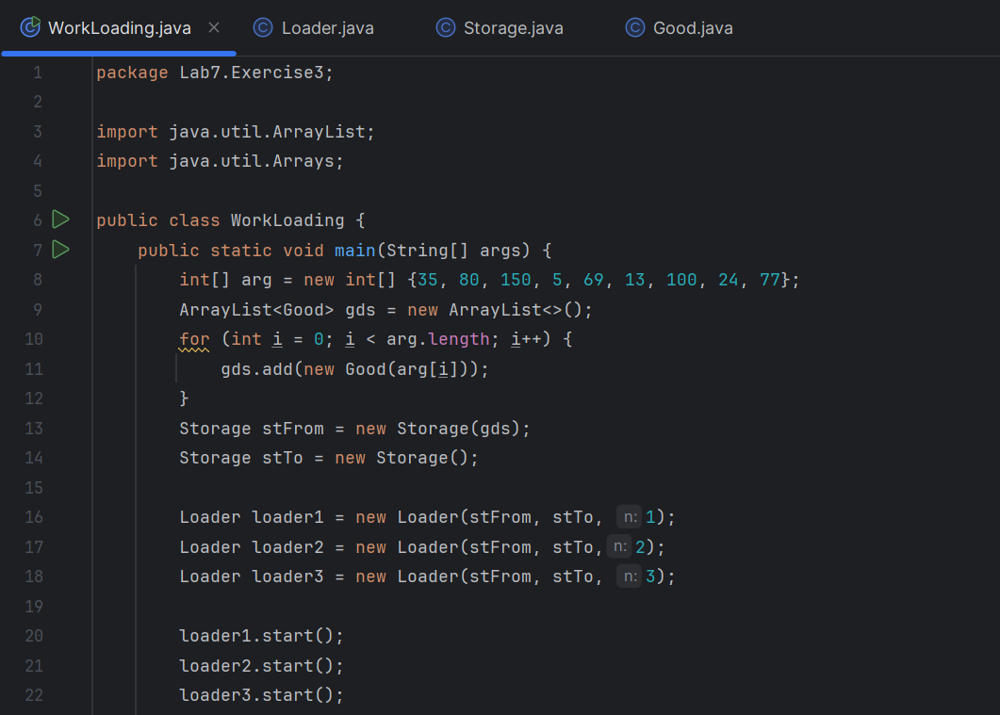 WorkLoading.java Loader.java Storage.java Good.java
1 package Lab7.Exercise3;
2
3 import java.util.ArrayList;
4 import java.util.Arrays;
5
6 public class WorkLoading {
7 public static void main(String[] args) {
8 int[] arg = new int[] {35, 80, 150, 5, 69, 13, 100, 24, 77};
9 ArrayList<Good> gds = new ArrayList<>();
10 for (int i = 0; i < arg.length; i++) {
11 gds.add(new Good(arg[i]));
12 }
13 Storage stFrom = new Storage(gds);
14 Storage stTo = new Storage();
15
16 Loader loader1 = new Loader(stFrom, stTo, n: 1);
17 Loader loader2 = new Loader(stFrom, stTo, n: 2);
18 Loader loader3 = new Loader(stFrom, stTo, n: 3);
19
20 loader1.start();
21 loader2.start();
22 loader3.start();